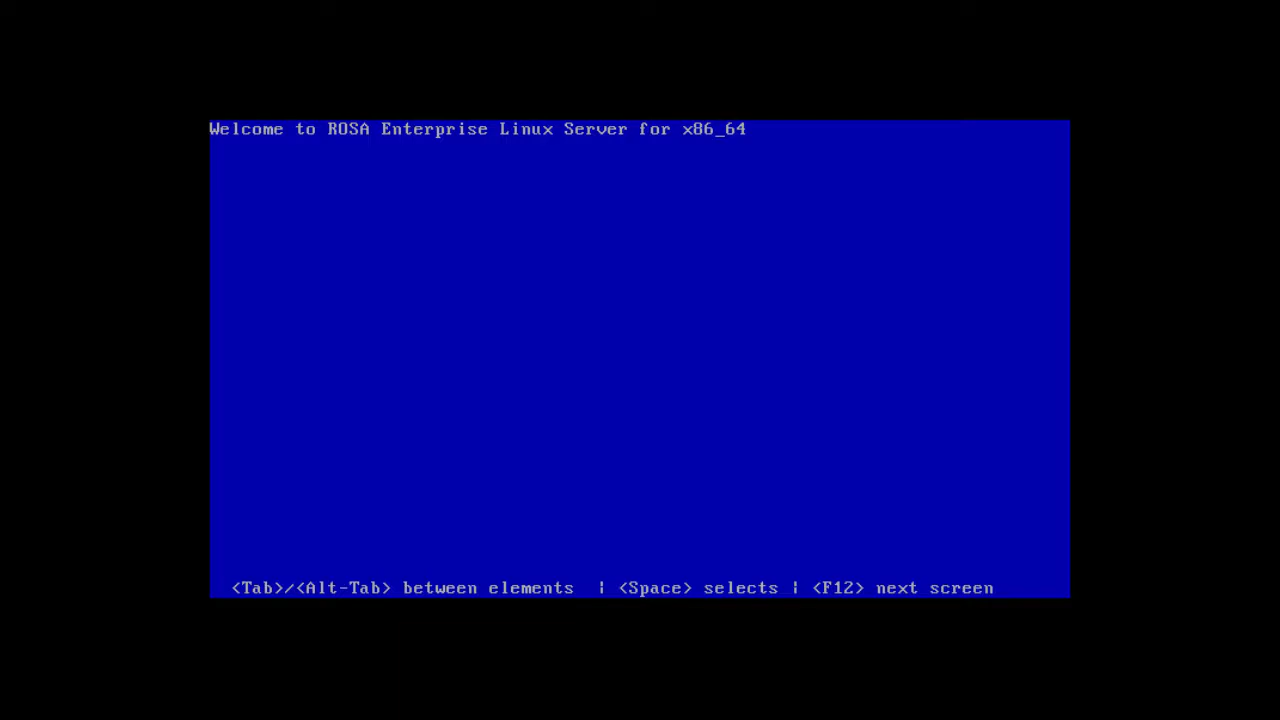 Welcome to ROSA Enterprise Linux Server for x86_64
<Tab>/<Alt-Tab> between elements | <Space> selects | <F12> next screen